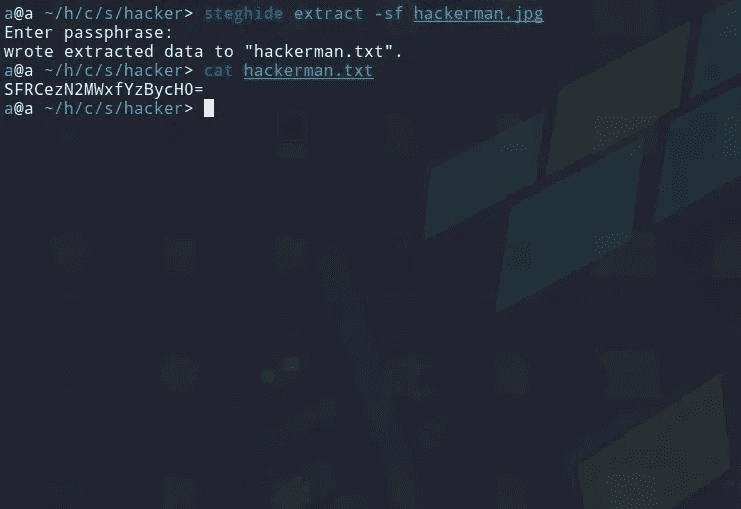 a@a ~/h/c/s/hacker> steghide extract -sf hackerman.jpg
Enter passphrase:
wrote extracted data to "hackerman.txt".
a@a ~/h/c/s/hacker> cat hackerman.txt
SFRCezN2MWxfYzBycH0=
a@a ~/h/c/s/hacker>